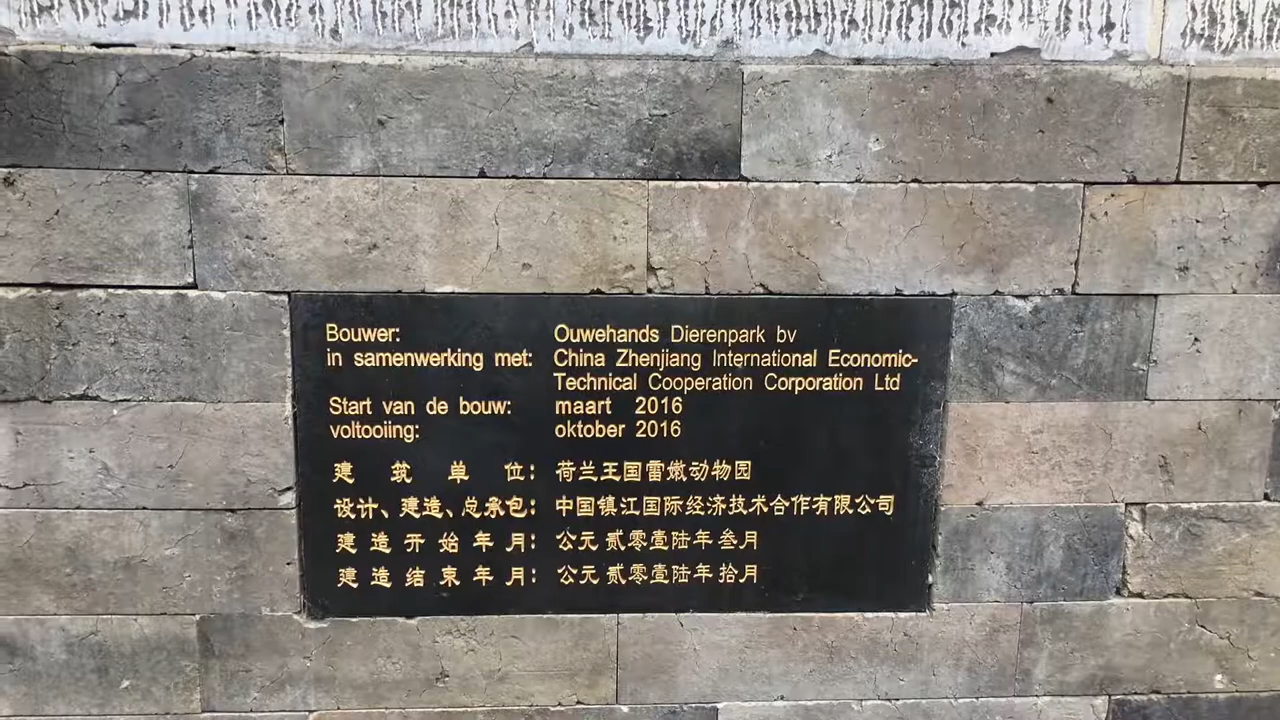 Bouwer: Ouwehands Dierenpark bv
in samenwerking met: China Zhenjiang International Economic-
Technical Cooperation Corporation Ltd
Start van de bouw: maart 2016
voltooiing: oktober 2016
建筑单位：荷兰王国雷嫩动物园
设计、建造、总承包：中国镇江国际经济技术合作有限公司
建造开始年月：公元贰零壹陆年叁月
建造结束年月：公元贰零壹陆年拾月